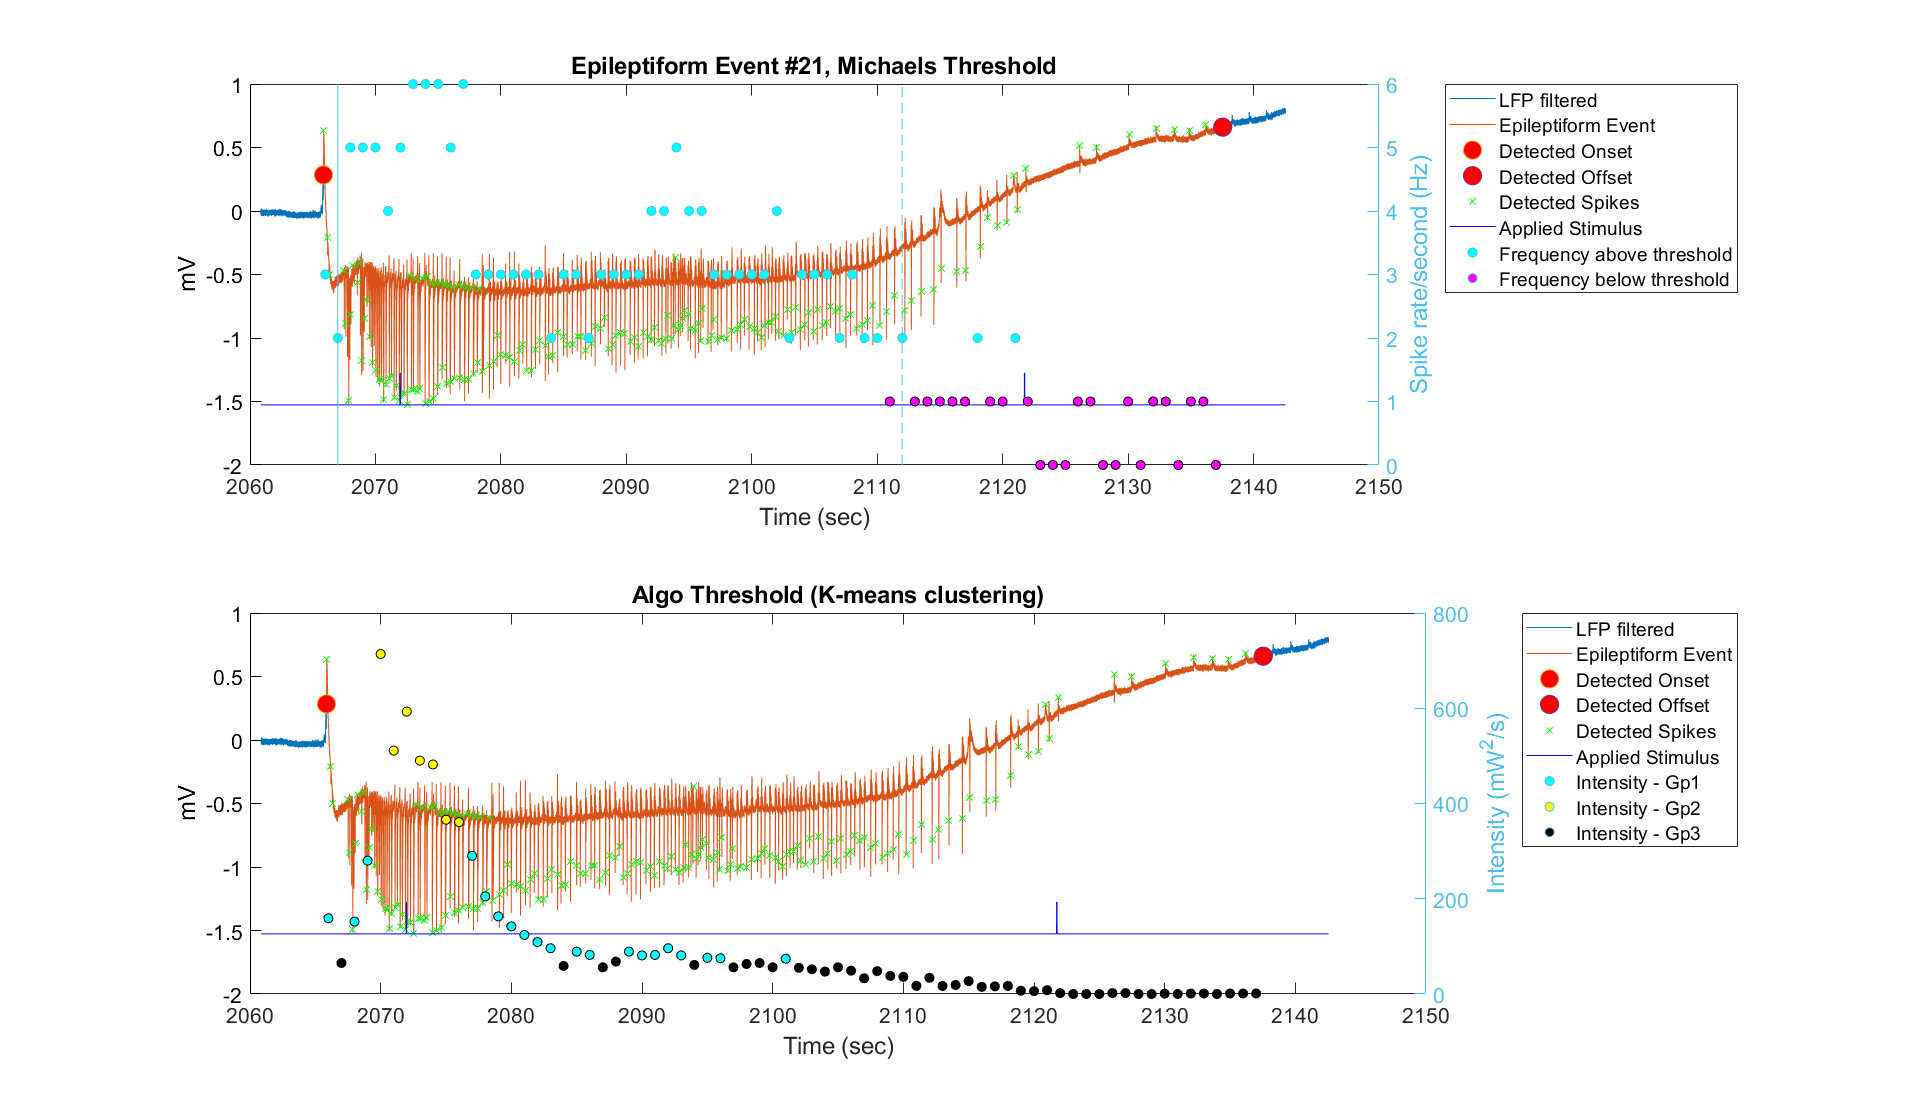 Epileptiform Event #21, Michaels Threshold
1
0.5
0
-0.5
-1
-1.5
-2
mV
2060
2070
2080
2090
2100
2110
2120
2130
2140
2150
Time (sec)
6
5
4
3
2
1
0
Spike rate/second (Hz)
LFP filtered
Epileptiform Event
Detected Onset
Detected Offset
Detected Spikes
Applied Stimulus
Frequency above threshold
Frequency below threshold
Algo Threshold (K-means clustering)
1
0.5
0
-0.5
-1
-1.5
-2
mV
2060
2070
2080
2090
2100
2110
2120
2130
2140
2150
Time (sec)
800
600
400
200
0
Intensity (mW²/s)
LFP filtered
Epileptiform Event
Detected Onset
Detected Offset
Detected Spikes
Applied Stimulus
Intensity - Gp1
Intensity - Gp2
Intensity - Gp3